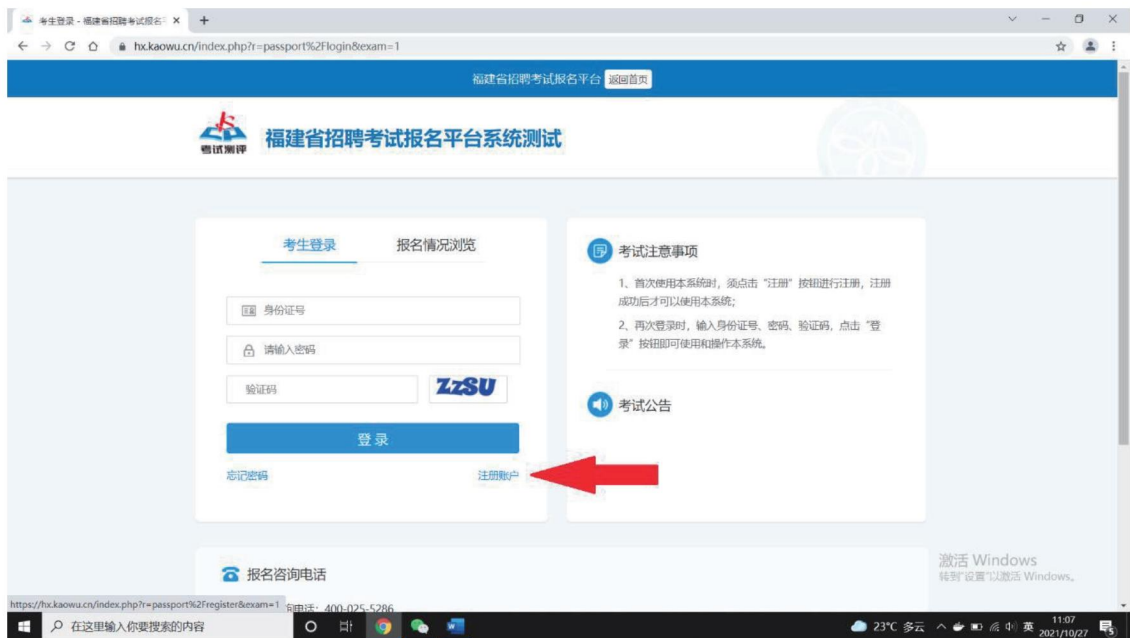 考生登录 - 福建省招聘考试报名
hx.kaowu.cn/index.php?r=passport%2Flogin&exam=1
福建省招聘考试报名平台 返回首页
考试测评
福建省招聘考试报名平台系统测试
考生登录 报名情况浏览
身份证号
请输入密码
验证码 ZzSU
登 录
忘记密码 注册账户
考试注意事项
1、首次使用本系统时，须点击“注册”按钮进行注册，注册
成功后才可以使用本系统;
2、再次登录时，输入身份证号、密码、验证码，点击“登
录”按钮即可使用和操作本系统。
考试公告
报名咨询电话
询电话：400-025-5286
激活 Windows
转到“设置”以激活 Windows。
https://hx.kaowu.cn/index.php?r=passport%2Fregister&exam=1
在这里输入你要搜索的内容
23°C 多云 英 11:07
2021/10/27